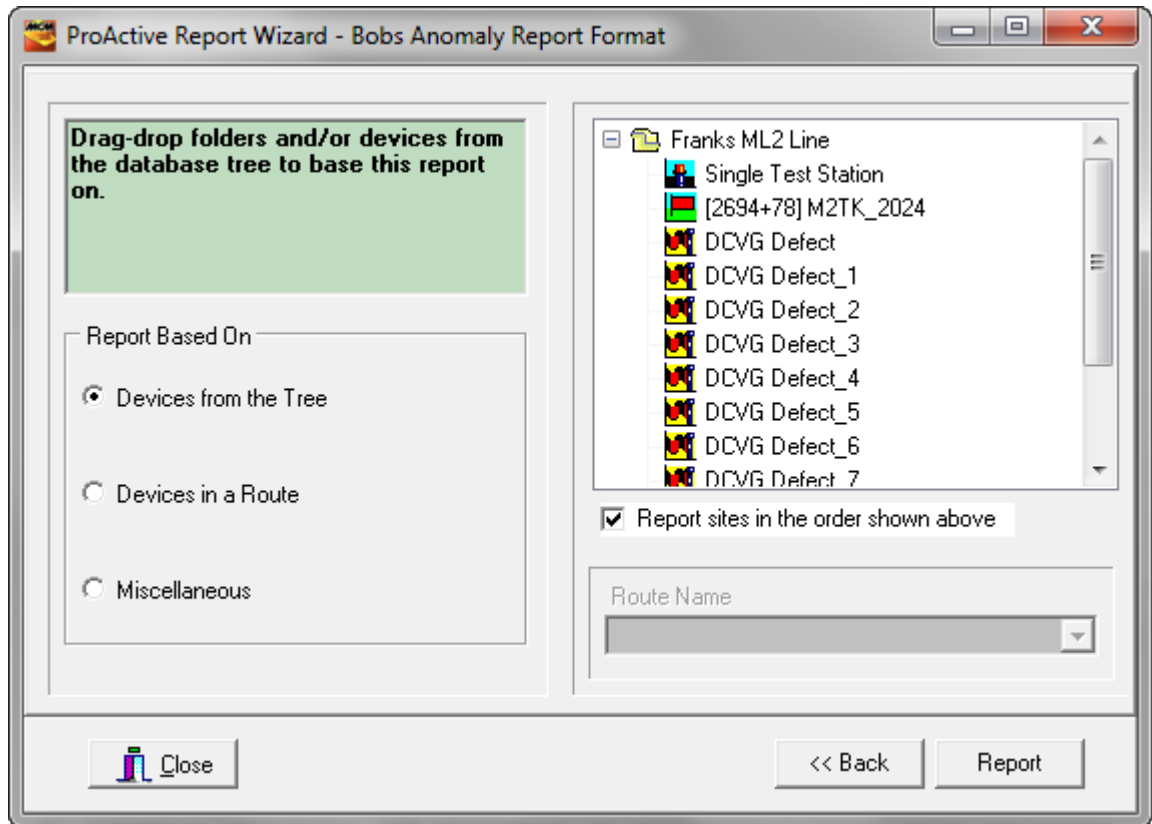 MCM
ProActive Report Wizard - Bobs Anomaly Report Format
Drag-drop folders and/or devices from
the database tree to base this report
on.
Report Based On
Devices from the Tree
Devices in a Route
Miscellaneous
Franks ML2 Line
Single Test Station
[2694+78] M2TK_2024
DCVG Defect
DCVG Defect_1
DCVG Defect_2
DCVG Defect_3
DCVG Defect_4
DCVG Defect_5
DCVG Defect_6
DCVG Defect_7
Report sites in the order shown above
Route Name
Close
<< Back
Report